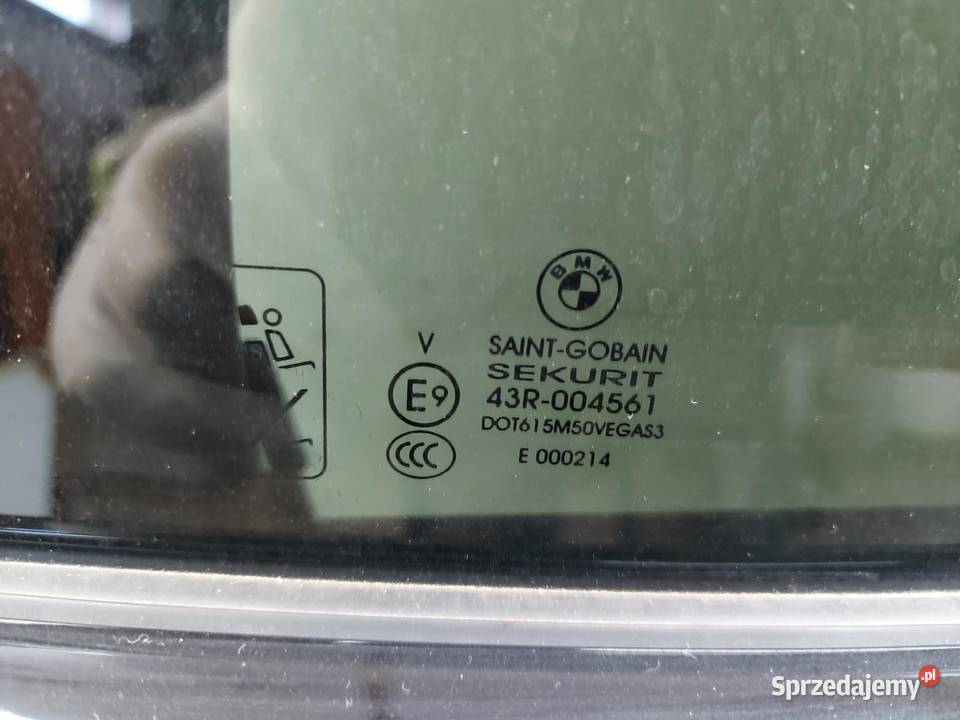 BMW
V
SAINT-GOBAIN
SEKURIT
E9
43R-004561
DOT615M50VEGAS3
CCC
E 000214
Sprzedajemy.pl